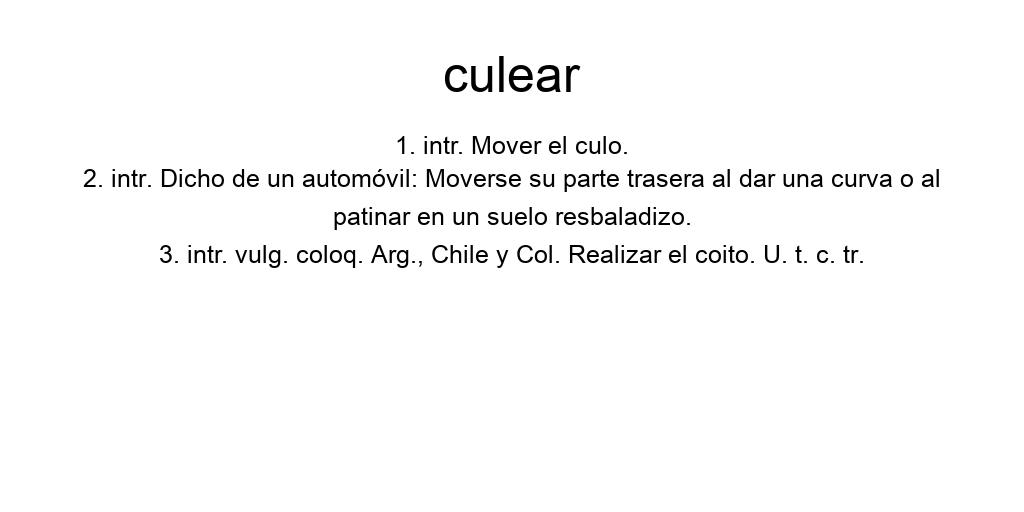 culear
1. intr. Mover el culo.
2. intr. Dicho de un automóvil: Moverse su parte trasera al dar una curva o al
patinar en un suelo resbaladizo.
3. intr. vulg. coloq. Arg., Chile y Col. Realizar el coito. U. t. c. tr.